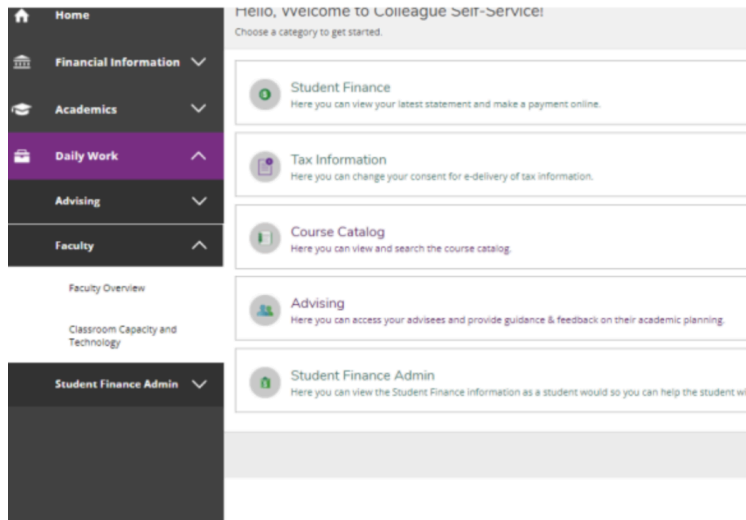 Home
Financial Information
Academics
Daily Work
Advising
Faculty
Faculty Overview
Classroom Capacity and
Technology
Student Finance Admin
Hello, Welcome to Colleague Self-Service!
Choose a category to get started.
Student Finance
Here you can view your latest statement and make a payment online.
Tax Information
Here you can change your consent for e-delivery of tax information.
Course Catalog
Here you can view and search the course catalog.
Advising
Here you can access your advisees and provide guidance & feedback on their academic planning.
Student Finance Admin
Here you can view the Student Finance information as a student would so you can help the student wi